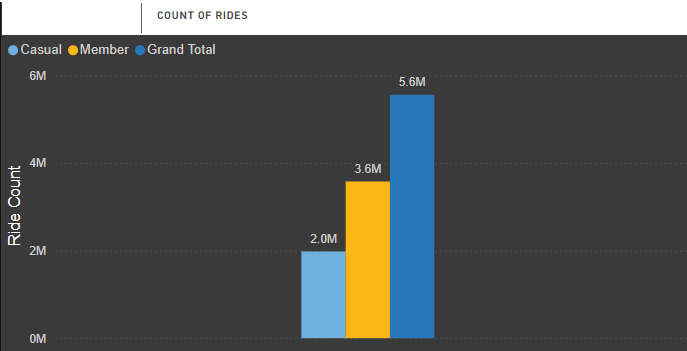 COUNT OF RIDES
Casual Member Grand Total
6M
5.6M
4M
3.6M
Ride Count
2M
2.0M
0M